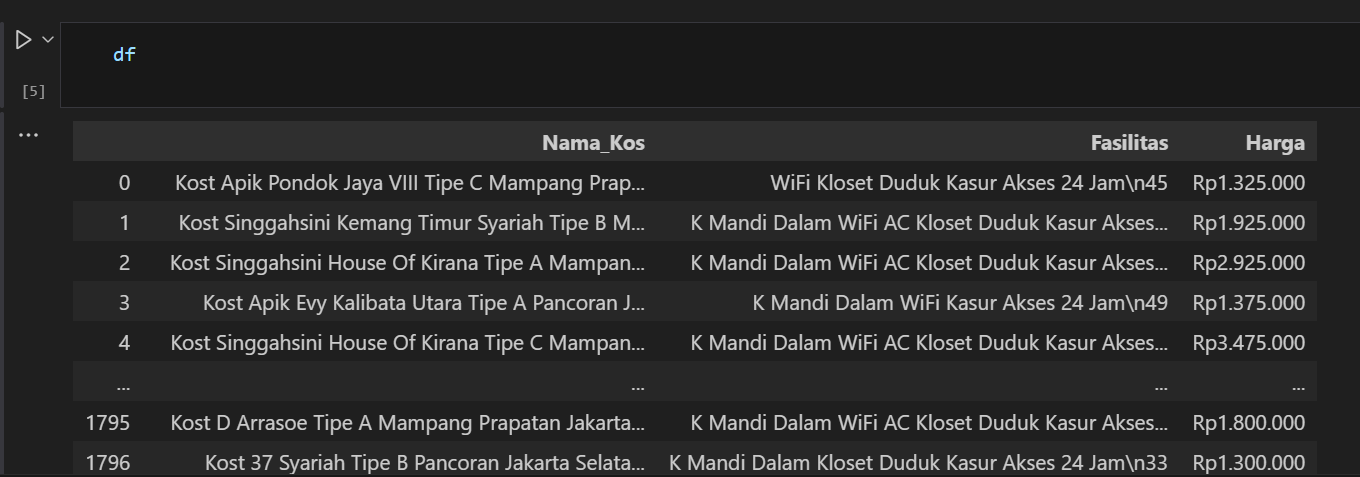 df
[5]
...
Nama_Kos Fasilitas Harga
0 Kost Apik Pondok Jaya VIII Tipe C Mampang Prap... WiFi Kloset Duduk Kasur Akses 24 Jam\n45 Rp1.325.000
1 Kost Singgahsini Kemang Timur Syariah Tipe B M... K Mandi Dalam WiFi AC Kloset Duduk Kasur Akses... Rp1.925.000
2 Kost Singgahsini House Of Kirana Tipe A Mampan... K Mandi Dalam WiFi AC Kloset Duduk Kasur Akses... Rp2.925.000
3 Kost Apik Evy Kalibata Utara Tipe A Pancoran J... K Mandi Dalam WiFi Kasur Akses 24 Jam\n49 Rp1.375.000
4 Kost Singgahsini House Of Kirana Tipe C Mampan... K Mandi Dalam WiFi AC Kloset Duduk Kasur Akses... Rp3.475.000
... ... ... ...
1795 Kost D Arrasoe Tipe A Mampang Prapatan Jakarta... K Mandi Dalam WiFi AC Kloset Duduk Kasur Akses... Rp1.800.000
1796 Kost 37 Syariah Tipe B Pancoran Jakarta Selata... K Mandi Dalam Kloset Duduk Kasur Akses 24 Jam\n33 Rp1.300.000